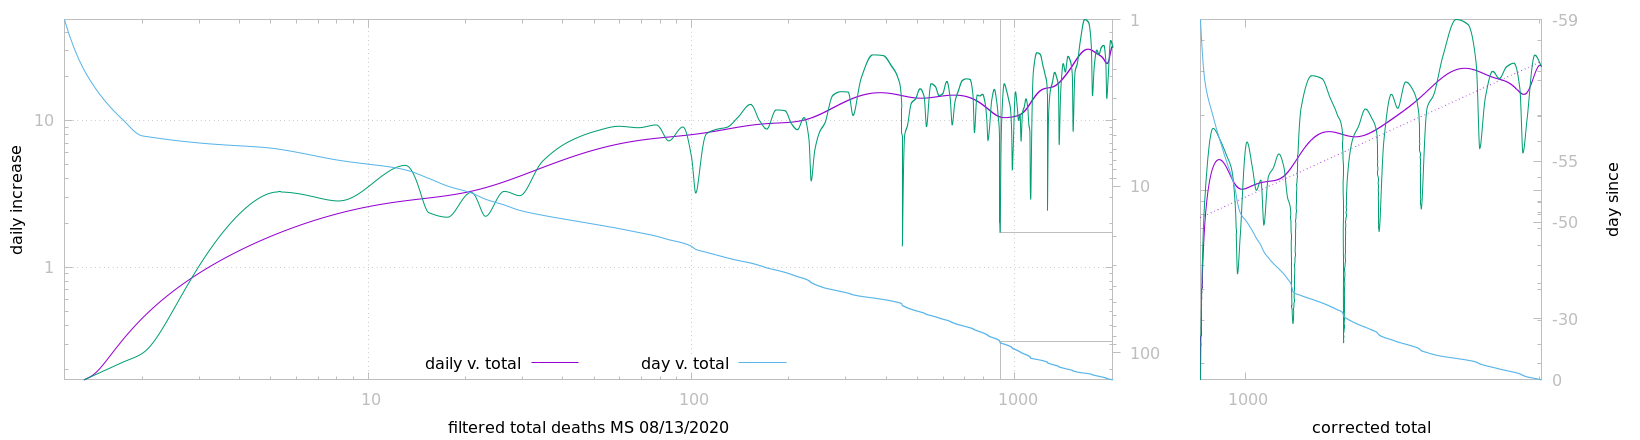 daily increase
10
1
daily v. total
day v. total
10
100
1000
filtered total deaths MS 08/13/2020
1
10
100
1000
corrected total
-59
-55
-50
-30
0
day since